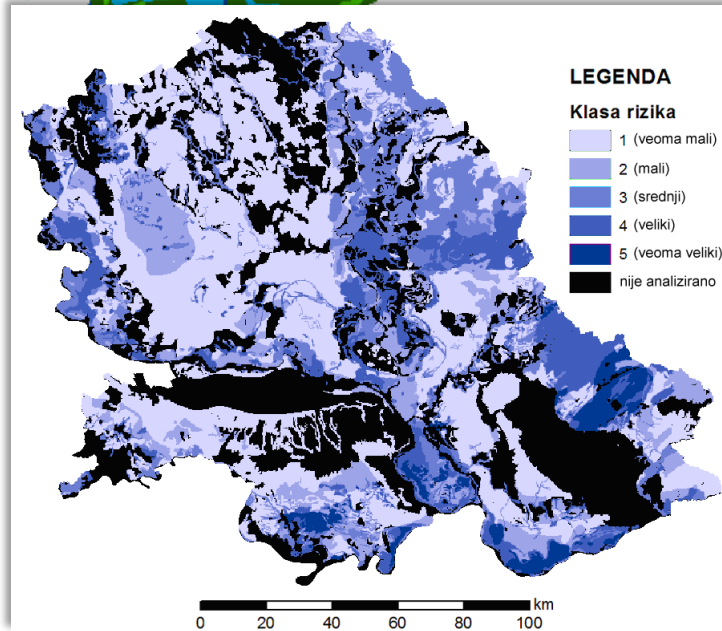 LEGENDA
Klasa rizika
1 (veoma mali)
2 (mali)
3 (srednji)
4 (veliki)
5 (veoma veliki)
nije analizirano
km
0 20 40 60 80 100